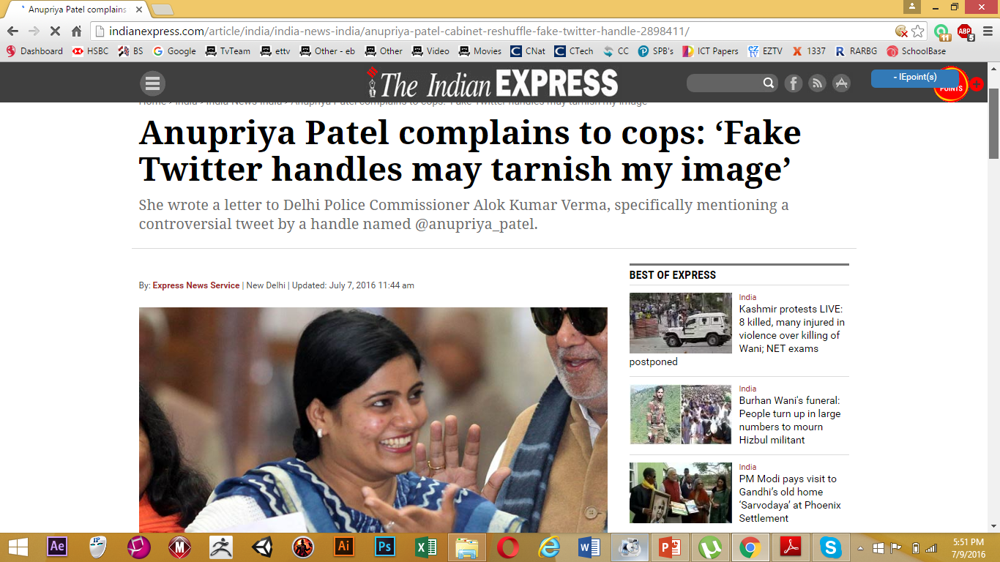 Anupriya Patel complains
indianexpress.com/article/india/india-news-india/anupriya-patel-cabinet-reshuffle-fake-twitter-handle-2898411/
11
ABP
5
Dashboard HSBC BS Google TvTeam ettv Other - eb Other Video Movies CNat CTech CC SPB's ICT Papers EZTV 1337 RARBG SchoolBase
The Indian EXPRESS
- IEpoint(s)
POINTS
Home > India > India News India > Anupriya Patel complains to cops: 'Fake Twitter handles may tarnish my image'
Anupriya Patel complains to cops: ‘Fake
Twitter handles may tarnish my image’
She wrote a letter to Delhi Police Commissioner Alok Kumar Verma, specifically mentioning a
controversial tweet by a handle named @anupriya_patel.
By: Express News Service | New Delhi | Updated: July 7, 2016 11:44 am
BEST OF EXPRESS
India
Kashmir protests LIVE:
8 killed, many injured in
violence over killing of
Wani; NET exams
postponed
India
Burhan Wani's funeral:
People turn up in large
numbers to mourn
Hizbul militant
India
PM Modi pays visit to
Gandhi’s old home
‘Sarvodaya’ at Phoenix
Settlement
Ae
IP
M
Ai
Ps
5:51 PM
7/9/2016